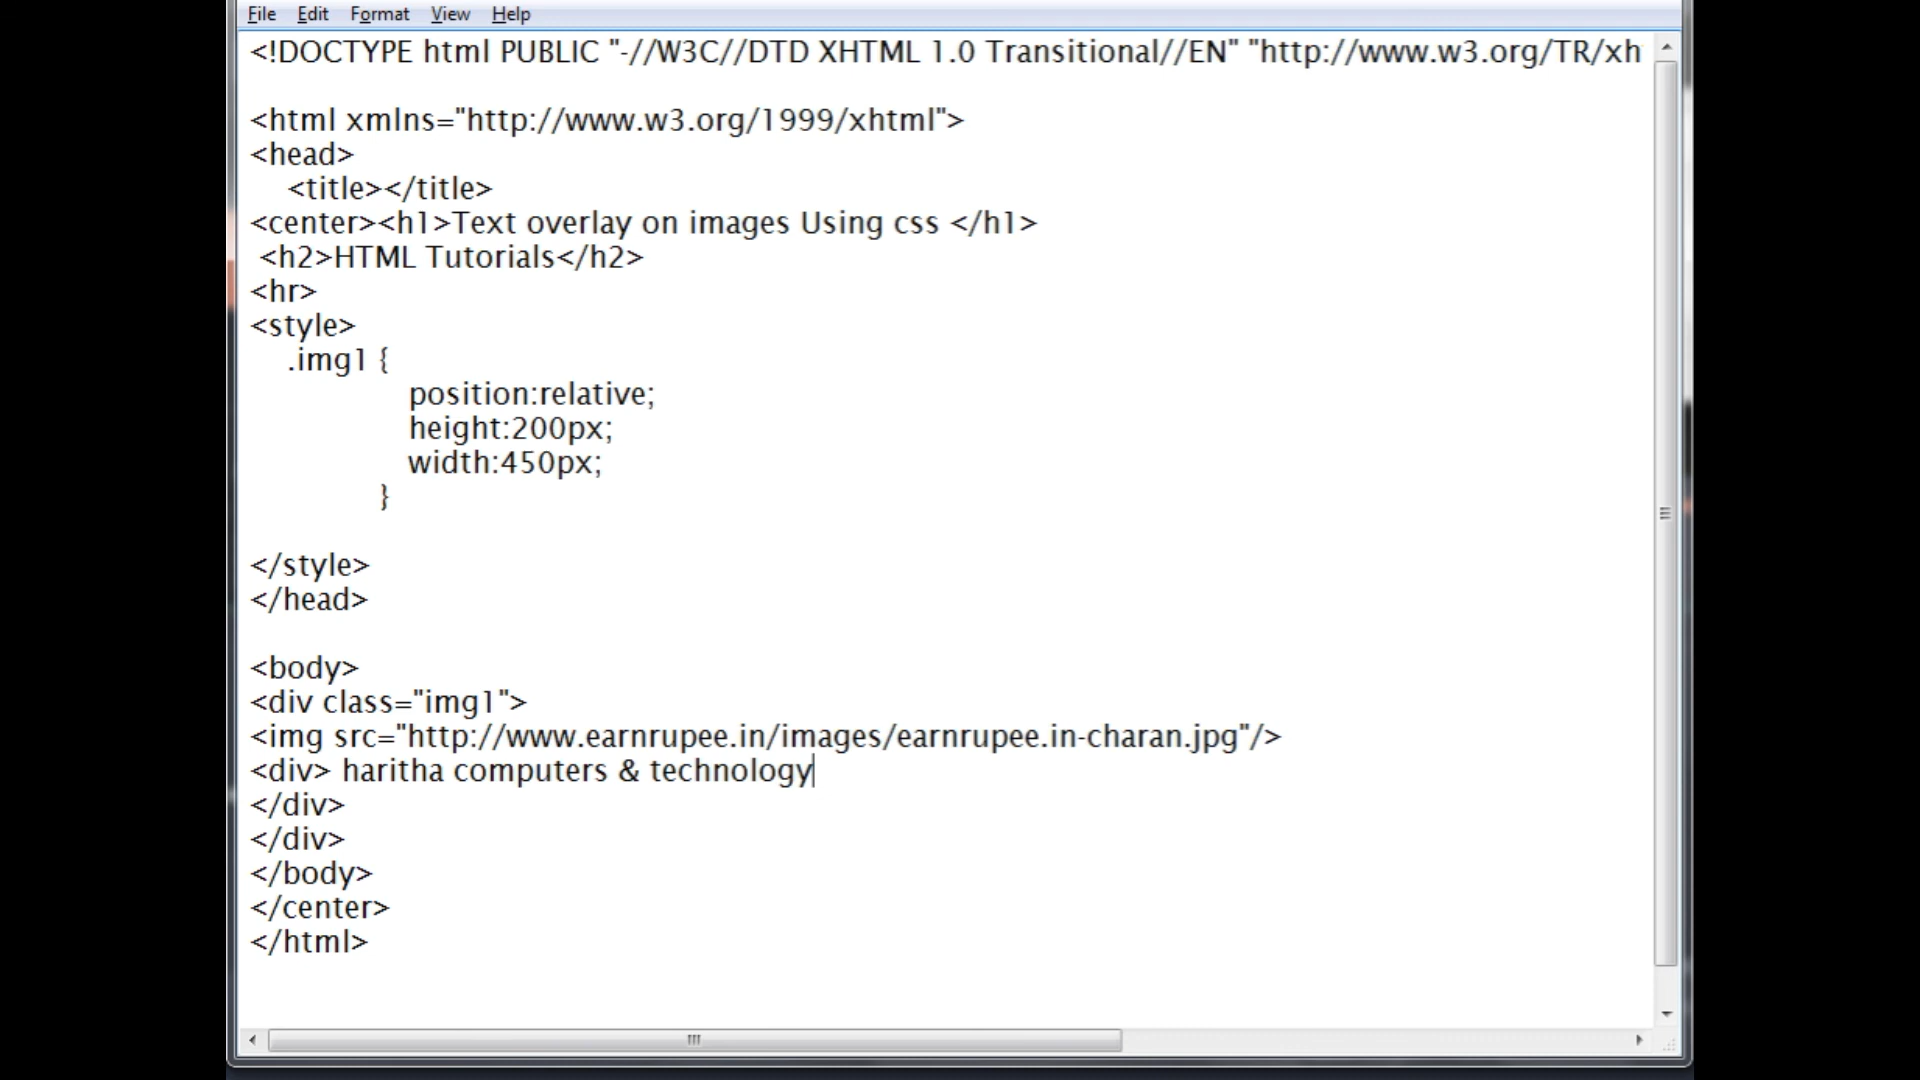 File Edit Format View Help
<!DOCTYPE html PUBLIC "-//W3C//DTD XHTML 1.0 Transitional//EN" "http://www.w3.org/TR/xh
<html xmlns="http://www.w3.org/1999/xhtml">
<head>
<title></title>
<center><h1>Text overlay on images Using css </h1>
<h2>HTML Tutorials</h2>
<hr>
<style>
.img1 {
position:relative;
height:200px;
width:450px;
}
</style>
</head>
<body>
<div class="img1">
<img src="http://www.earnrupee.in/images/earnrupee.in-charan.jpg"/>
<div> haritha computers & technology
</div>
</div>
</body>
</center>
</html>